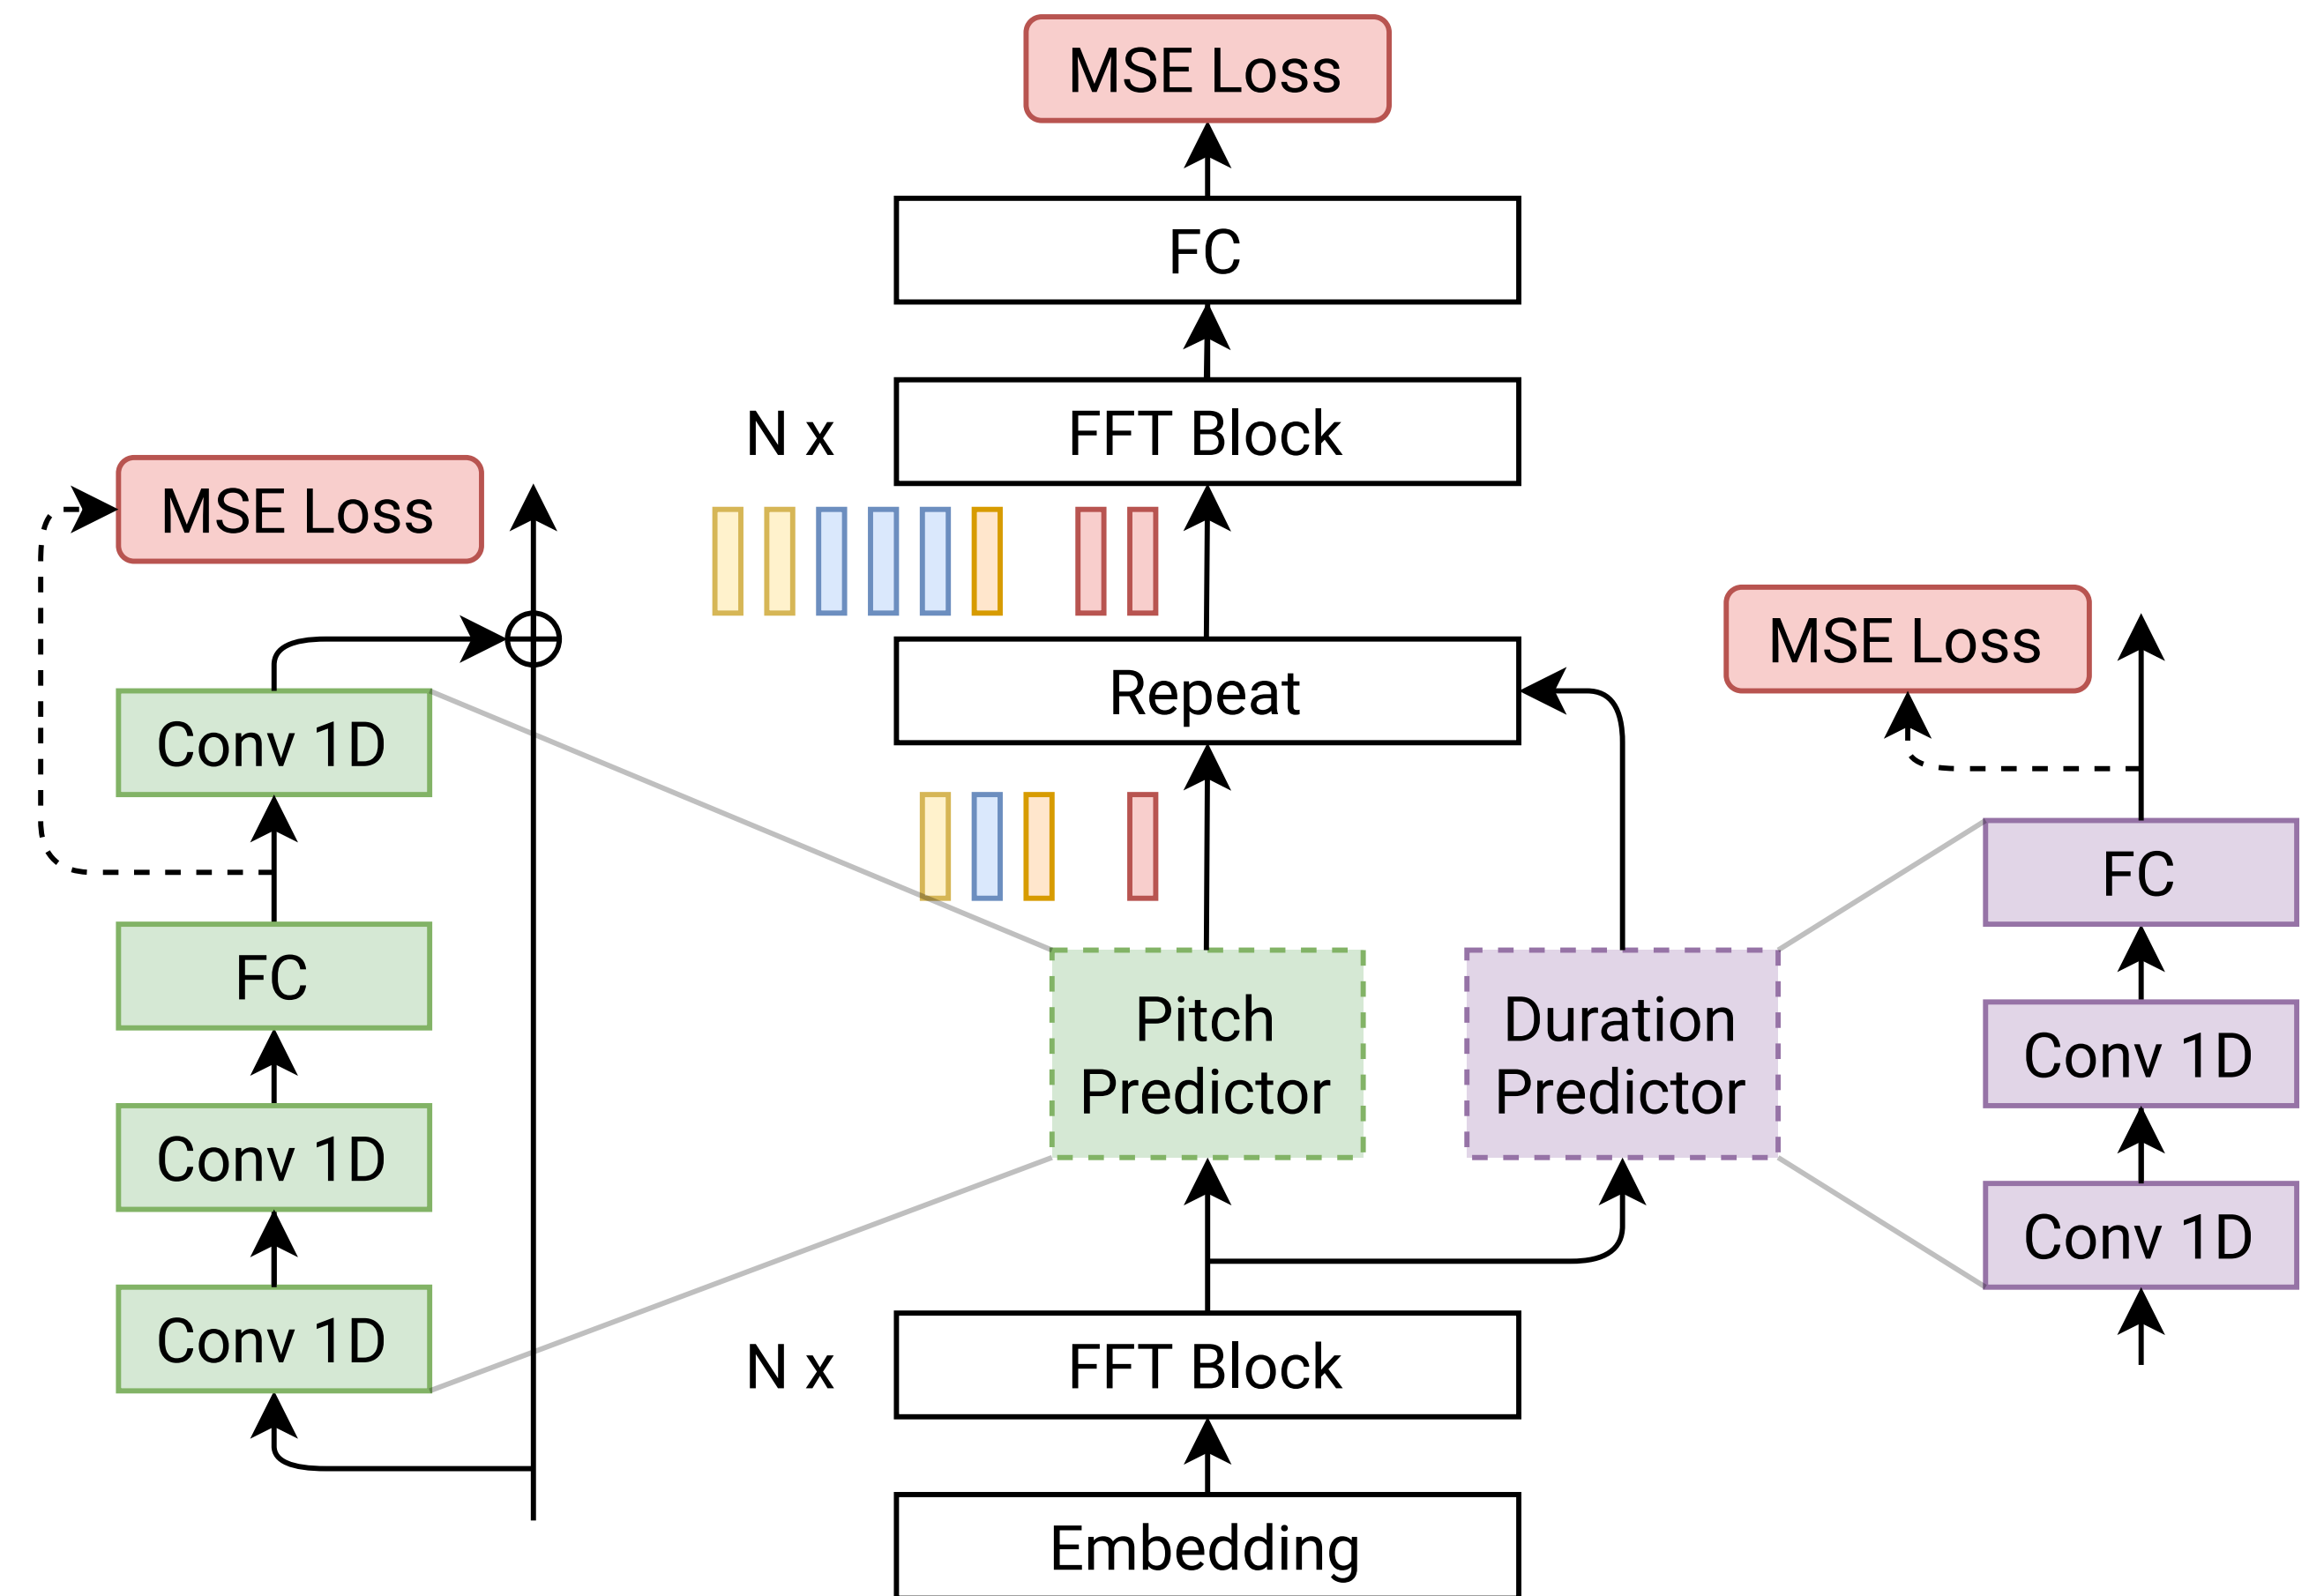 MSE Loss
FC
N x
FFT Block
MSE Loss
Conv 1D
FC
Conv 1D
Conv 1D
Repeat
Pitch
Predictor
Duration
Predictor
MSE Loss
FC
Conv 1D
Conv 1D
N x
FFT Block
Embedding